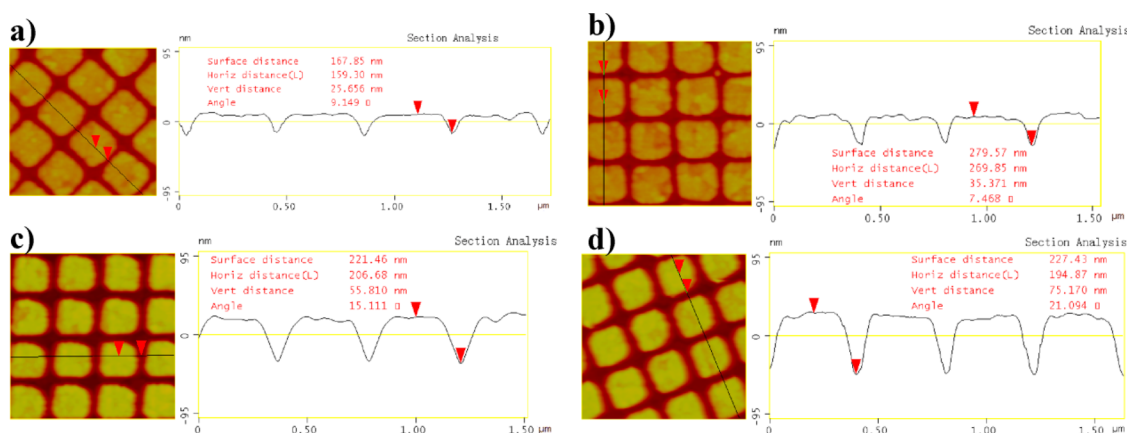 a)
nm
Section Analysis
95
0
-95
Surface distance 167.85 nm
Horiz distance(L) 159.30 nm
Vert distance 25.656 nm
Angle 9.149 ▯
0 0.50 1.00 1.50
μm
b)
nm
Section Analysis
95
0
-95
Surface distance 279.57 nm
Horiz distance(L) 269.85 nm
Vert distance 35.371 nm
Angle 7.468 ▯
0 0.50 1.00 1.50
μm
c)
nm
Section Analysis
95
0
-95
Surface distance 221.46 nm
Horiz distance(L) 206.68 nm
Vert distance 55.810 nm
Angle 15.111 ▯
0 0.50 1.00 1.50
μm
d)
nm
Section Analysis
95
0
-95
Surface distance 227.43 nm
Horiz distance(L) 194.87 nm
Vert distance 75.170 nm
Angle 21.094 ▯
0 0.50 1.00 1.50
μm